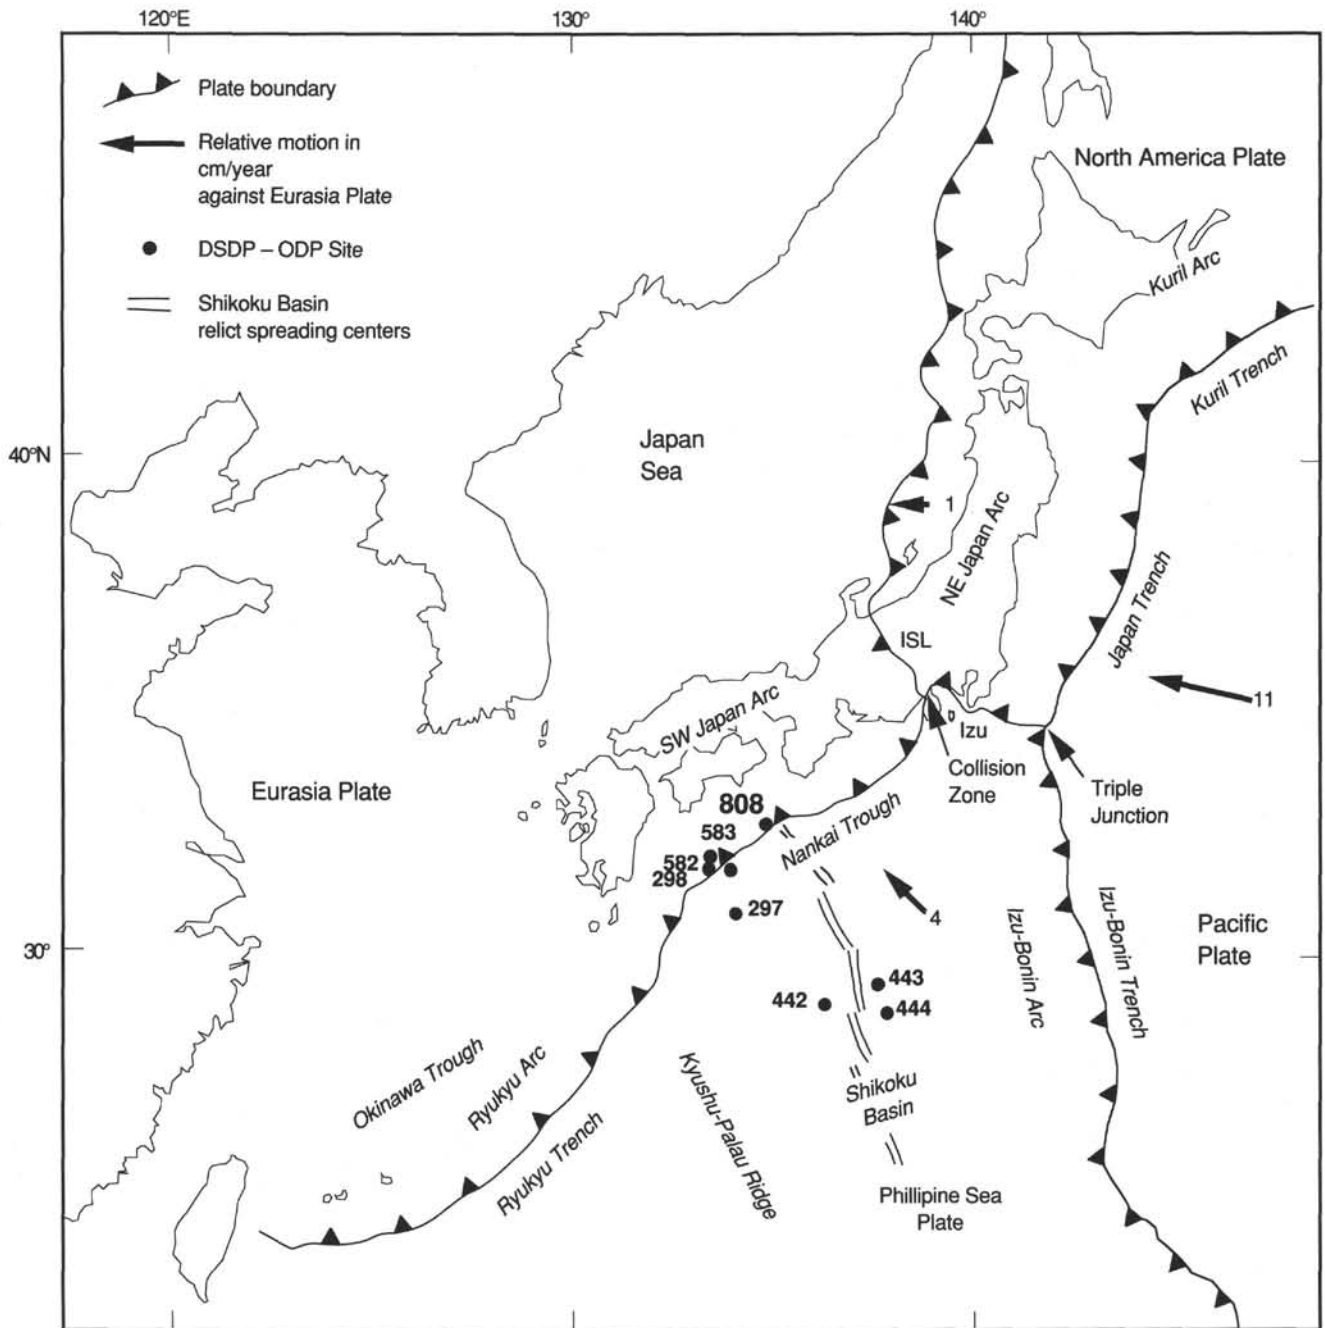 120°E 130° 140°
Plate boundary
Relative motion in
cm/year
against Eurasia Plate
DSDP – ODP Site
Shikoku Basin
relict spreading centers
North America Plate
Kuril Arc
Kuril Trench
40°N
Japan
Sea
1
NE Japan Arc
Japan Trench
ISL
11
SW Japan Arc
Izu
Collision
Zone
Triple
Junction
Eurasia Plate
808
583
582
298
Nankai Trough
297
4
Izu-Bonin Arc
Izu-Bonin Trench
Pacific
Plate
30°
443
442
444
Okinawa Trough
Ryukyu Arc
Ryukyu Trench
Kyushu-Palau Ridge
Shikoku
Basin
Phillipine Sea
Plate